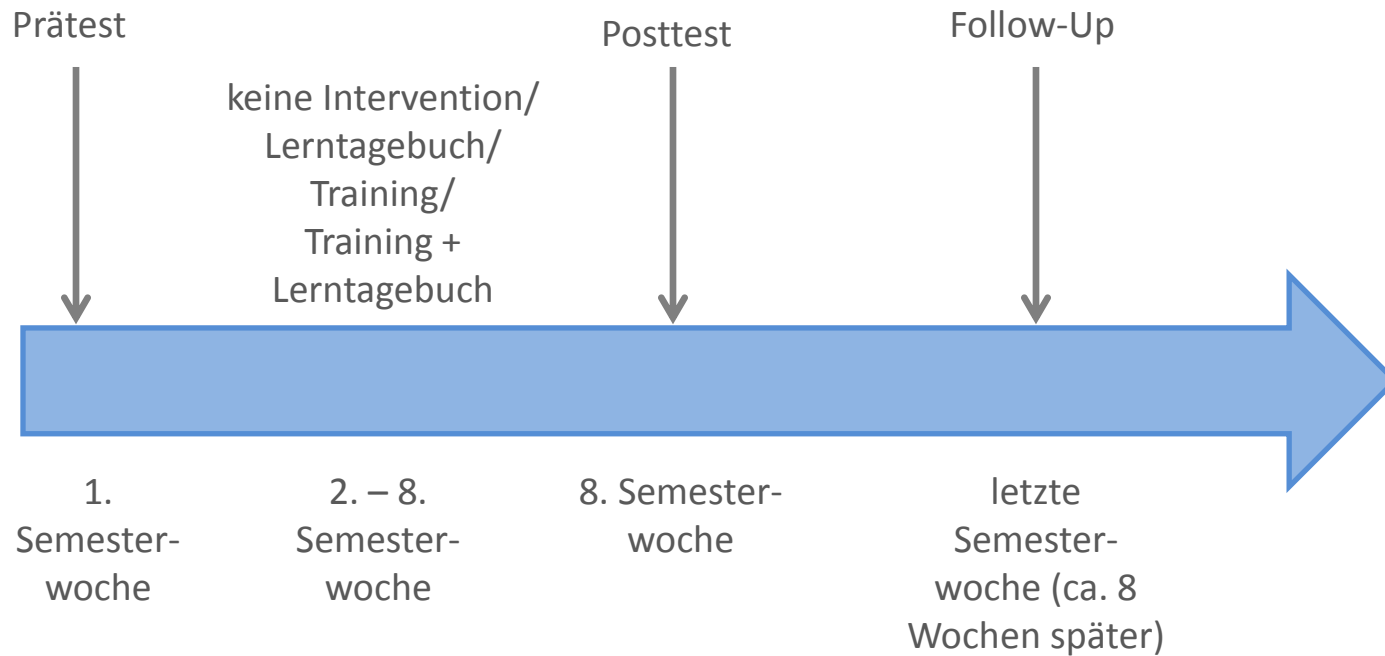 Prätest
Posttest
Follow-Up
keine Intervention/
Lerntagebuch/
Training/
Training +
Lerntagebuch
1.
Semester-
woche
2. – 8.
Semester-
woche
8. Semester-
woche
letzte
Semester-
woche (ca. 8
Wochen später)